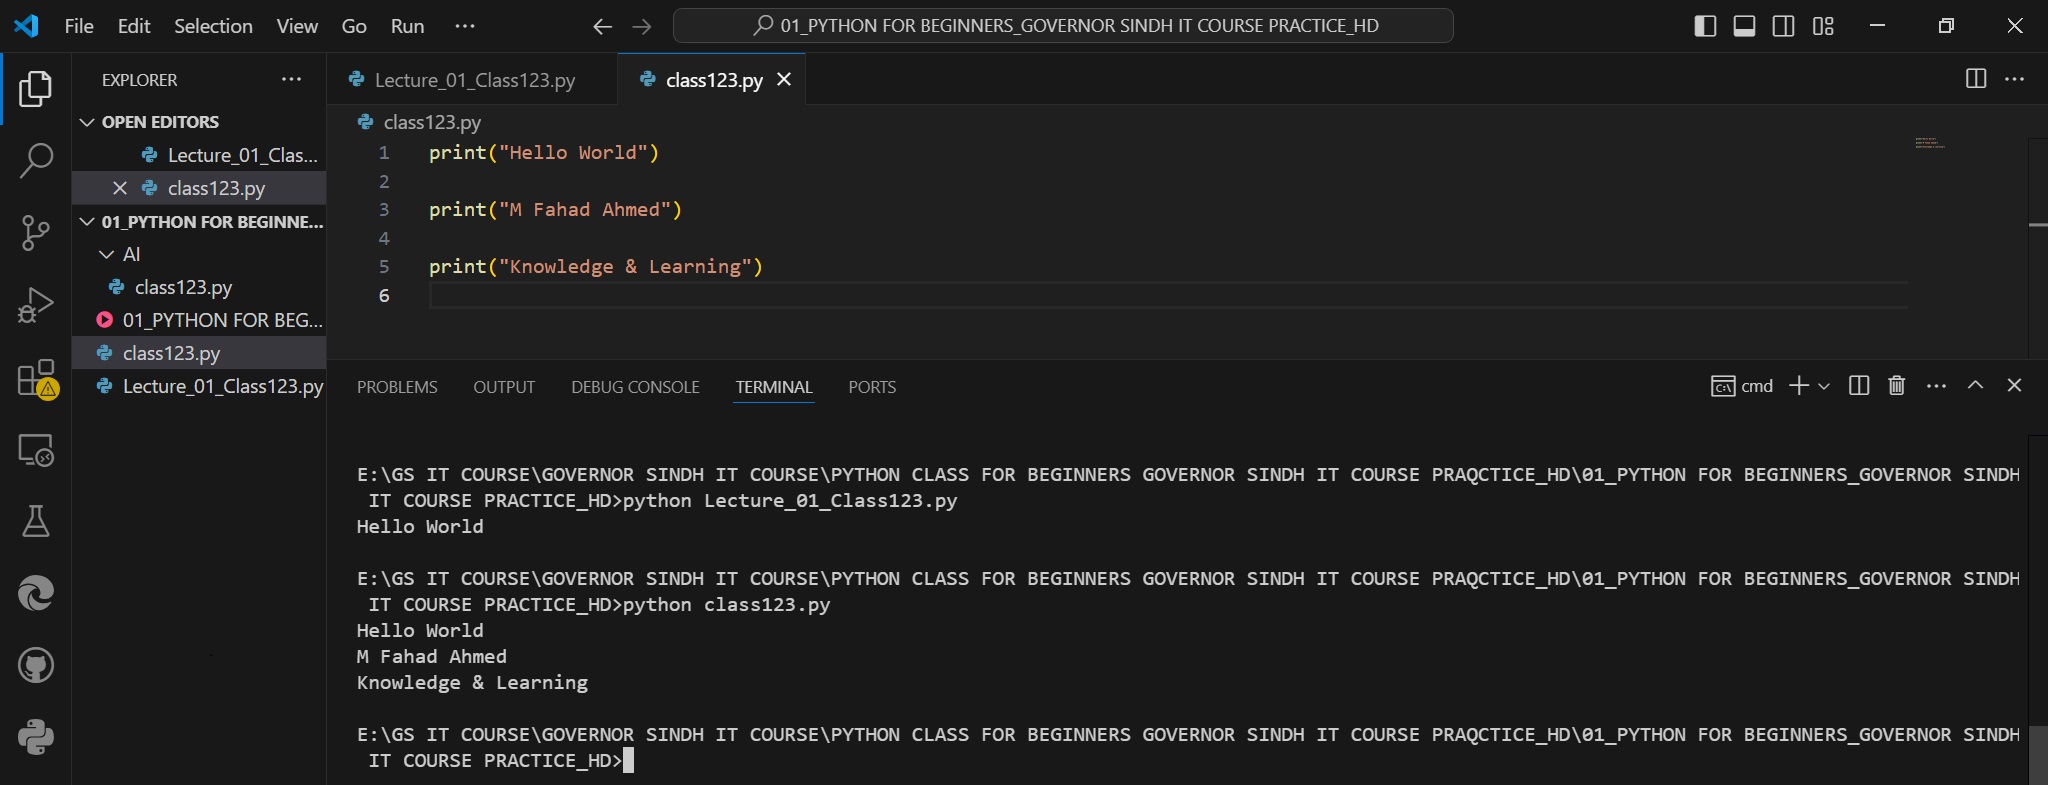 File Edit Selection View Go Run ···
01_PYTHON FOR BEGINNERS_GOVERNOR SINDH IT COURSE PRACTICE_HD
EXPLORER ···
OPEN EDITORS
Lecture_01_Clas...
class123.py
01_PYTHON FOR BEGINNE...
AI
class123.py
01_PYTHON FOR BEG...
class123.py
Lecture_01_Class123.py
Lecture_01_Class123.py class123.py
class123.py
1 print("Hello World")
2
3 print("M Fahad Ahmed")
4
5 print("Knowledge & Learning")
6
PROBLEMS OUTPUT DEBUG CONSOLE TERMINAL PORTS
cmd
E:\GS IT COURSE\GOVERNOR SINDH IT COURSE\PYTHON CLASS FOR BEGINNERS GOVERNOR SINDH IT COURSE PRAQCTICE_HD\01_PYTHON FOR BEGINNERS_GOVERNOR SINDH
IT COURSE PRACTICE_HD>python Lecture_01_Class123.py
Hello World
E:\GS IT COURSE\GOVERNOR SINDH IT COURSE\PYTHON CLASS FOR BEGINNERS GOVERNOR SINDH IT COURSE PRAQCTICE_HD\01_PYTHON FOR BEGINNERS_GOVERNOR SINDH
IT COURSE PRACTICE_HD>python class123.py
Hello World
M Fahad Ahmed
Knowledge & Learning
E:\GS IT COURSE\GOVERNOR SINDH IT COURSE\PYTHON CLASS FOR BEGINNERS GOVERNOR SINDH IT COURSE PRAQCTICE_HD\01_PYTHON FOR BEGINNERS_GOVERNOR SINDH
IT COURSE PRACTICE_HD>